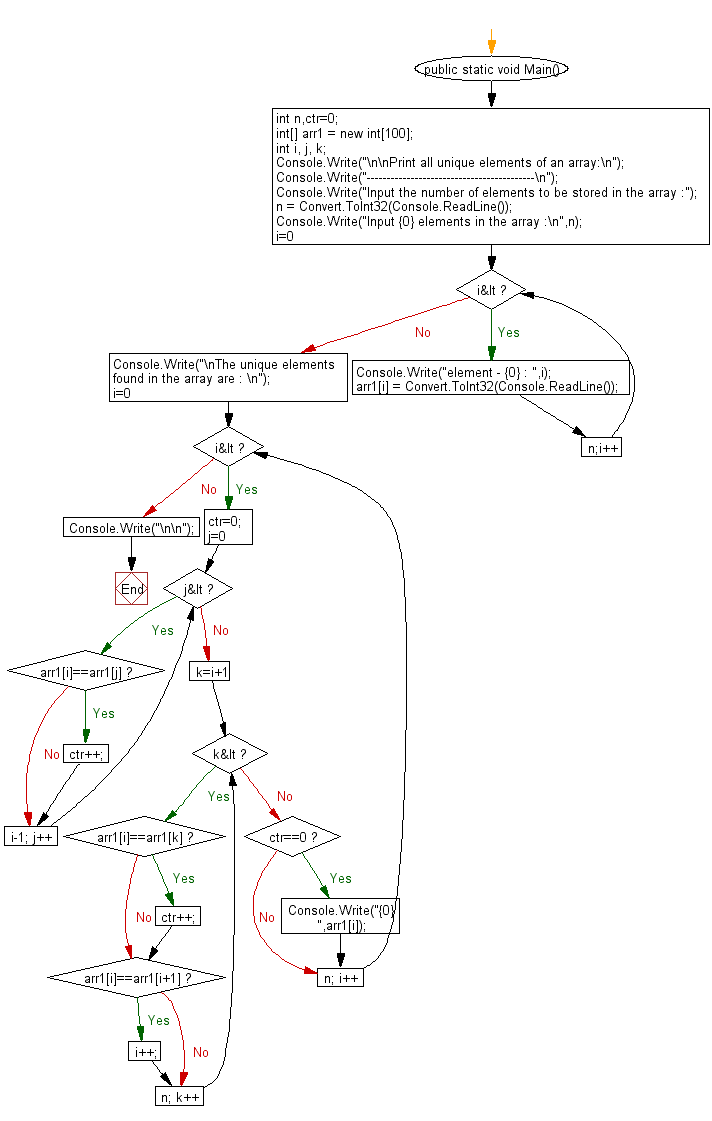 public static void Main()
int n,ctr=0;
int[] arr1 = new int[100];
int i, j, k;
Console.Write("\n\nPrint all unique elements of an array:\n");
Console.Write("------------------------------------------\n");
Console.Write("Input the number of elements to be stored in the array :");
n = Convert.ToInt32(Console.ReadLine());
Console.Write("Input {0} elements in the array :\n",n);
i=0
i&lt ?
No
Yes
Console.Write("\nThe unique elements
found in the array are : \n");
i=0
Console.Write("element - {0} : ",i);
arr1[i] = Convert.ToInt32(Console.ReadLine());
n;i++
i&lt ?
No
Yes
Console.Write("\n\n");
ctr=0;
j=0
End
j&lt ?
Yes
No
arr1[i]==arr1[j] ?
k=i+1
Yes
No
ctr++;
k&lt ?
Yes
No
i-1; j++
arr1[i]==arr1[k] ?
ctr==0 ?
Yes
Yes
No
ctr++;
No
Console.Write("{0}
",arr1[i]);
arr1[i]==arr1[i+1] ?
n; i++
Yes
No
i++;
n; k++